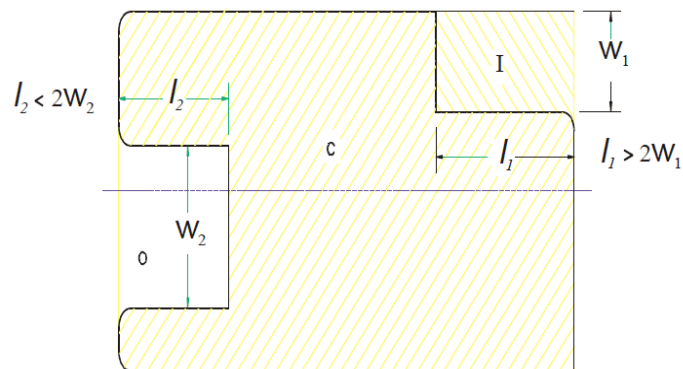 I
W₁
l₂ < 2W₂
l₂
c
l₁
l₁ > 2W₁
W₂
o